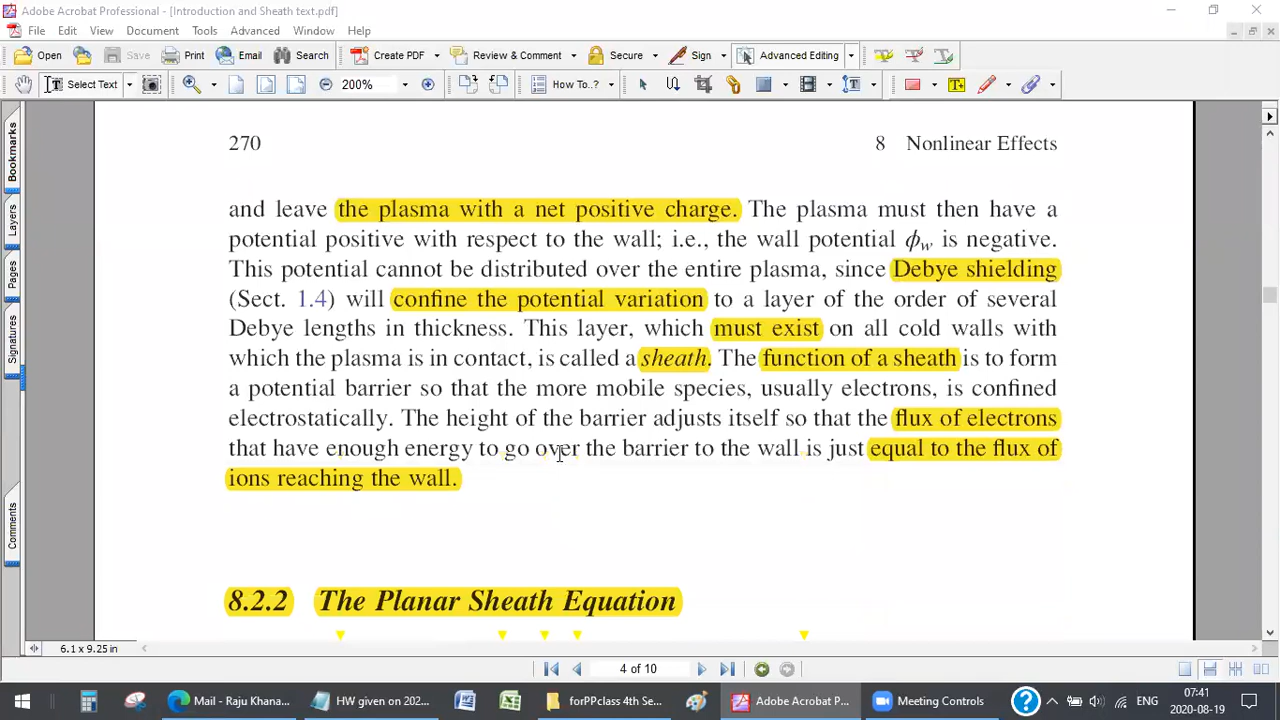 Adobe Acrobat Professional - [Introduction and Sheath text.pdf]
File Edit View Document Tools Advanced Window Help
Open Save Print Email Search Create PDF Review & Comment Secure Sign Advanced Editing
Select Text 200% How To..?
Bookmarks
Layers
Pages
Signatures
Comments
270 8 Nonlinear Effects
and leave the plasma with a net positive charge. The plasma must then have a
potential positive with respect to the wall; i.e., the wall potential ϕw is negative.
This potential cannot be distributed over the entire plasma, since Debye shielding
(Sect. 1.4) will confine the potential variation to a layer of the order of several
Debye lengths in thickness. This layer, which must exist on all cold walls with
which the plasma is in contact, is called a sheath. The function of a sheath is to form
a potential barrier so that the more mobile species, usually electrons, is confined
electrostatically. The height of the barrier adjusts itself so that the flux of electrons
that have enough energy to go over the barrier to the wall is just equal to the flux of
ions reaching the wall.
8.2.2 The Planar Sheath Equation
6.1 x 9.25 in
4 of 10
Mail - Raju Khana... HW given on 202... forPPclass 4th Se... Adobe Acrobat P... Meeting Controls ENG 07:41
2020-08-19